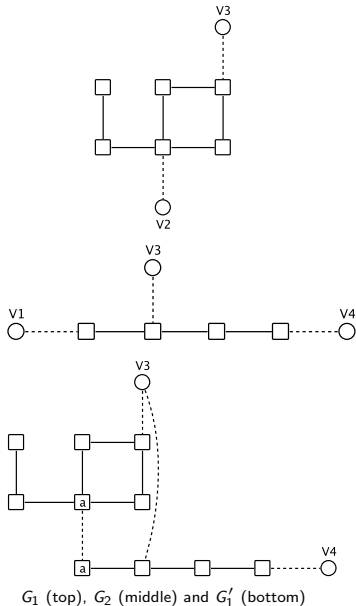 V3
V2
V3
V1
V4
V3
a
a
V4
G₁ (top), G₂ (middle) and G₁′ (bottom)